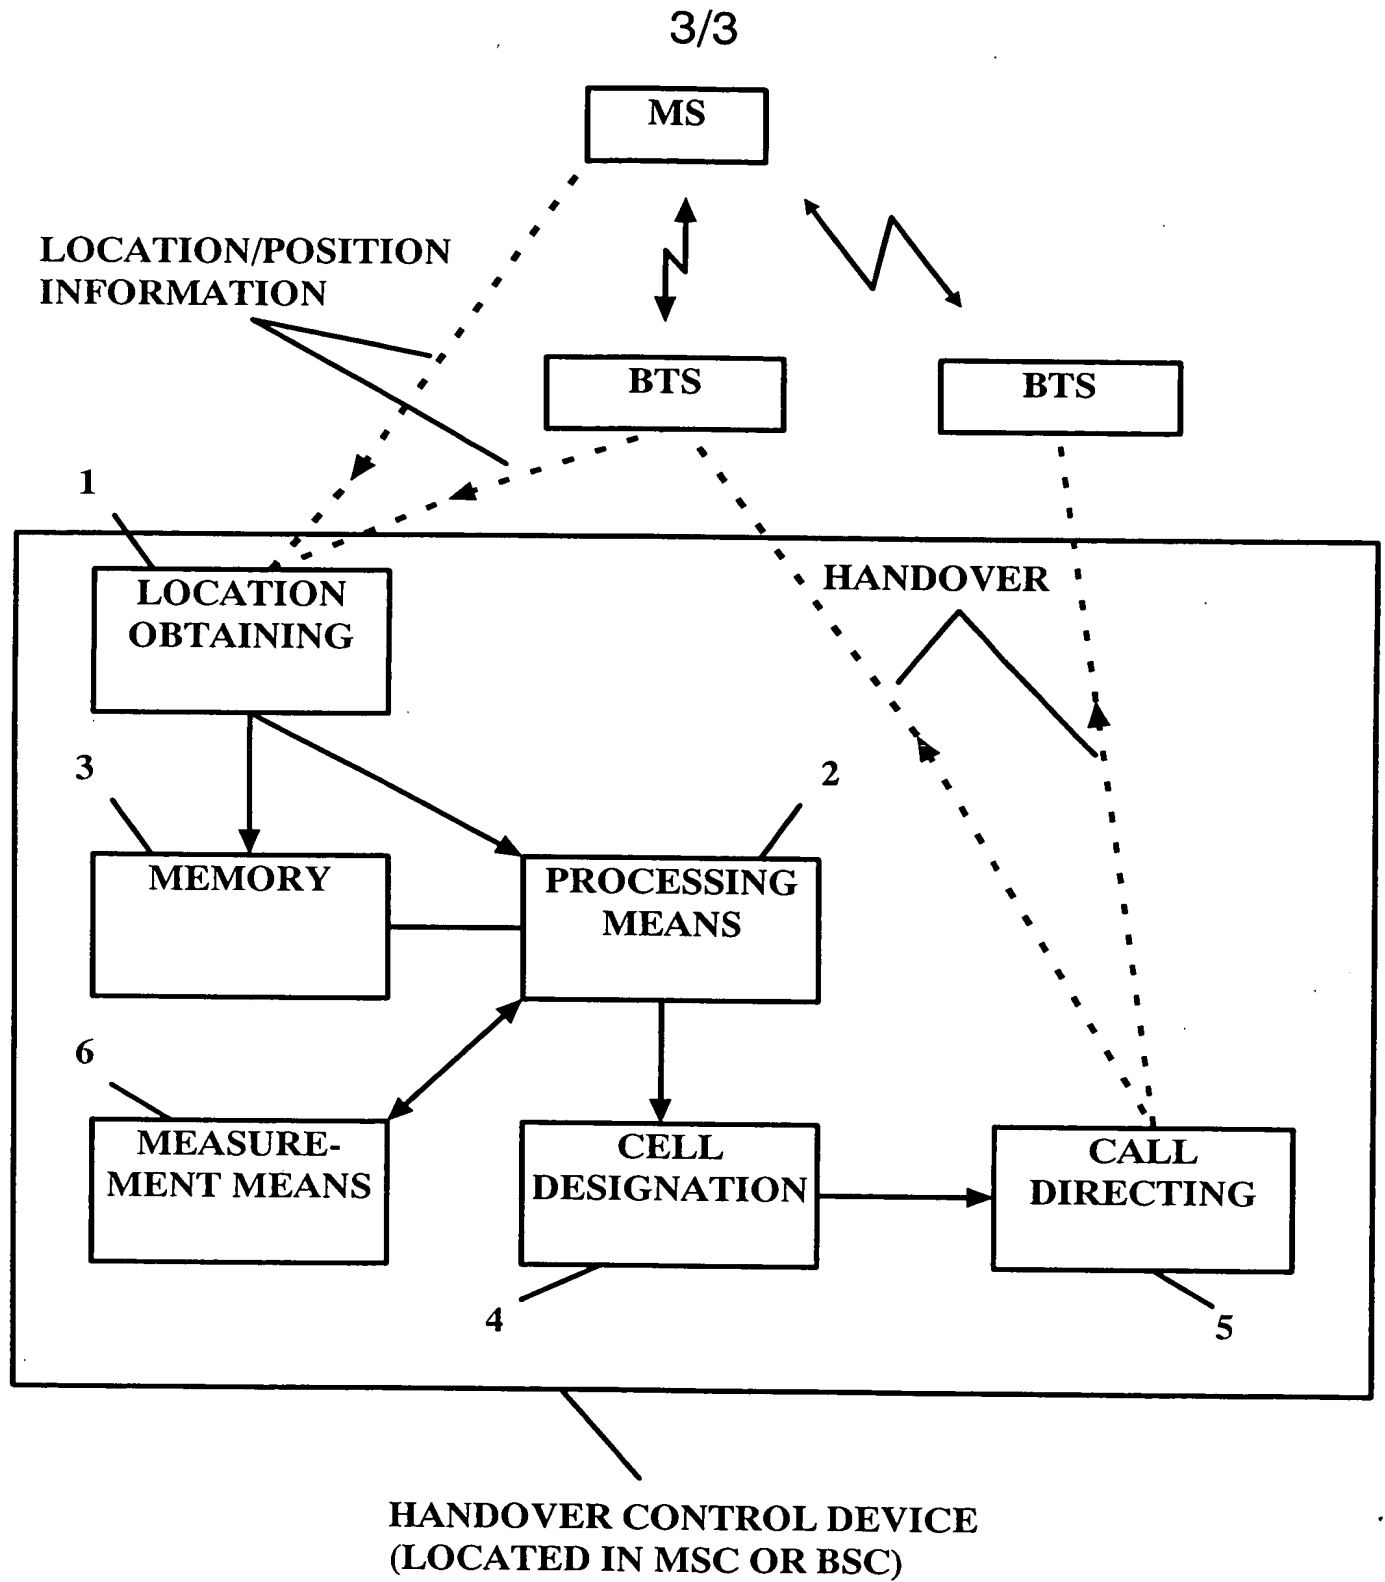 3/3
MS
LOCATION/POSITION
INFORMATION
BTS
BTS
1
LOCATION
OBTAINING
HANDOVER
3
2
MEMORY
PROCESSING
MEANS
6
MEASURE-
MENT MEANS
CELL
DESIGNATION
CALL
DIRECTING
4
5
HANDOVER CONTROL DEVICE
(LOCATED IN MSC OR BSC)